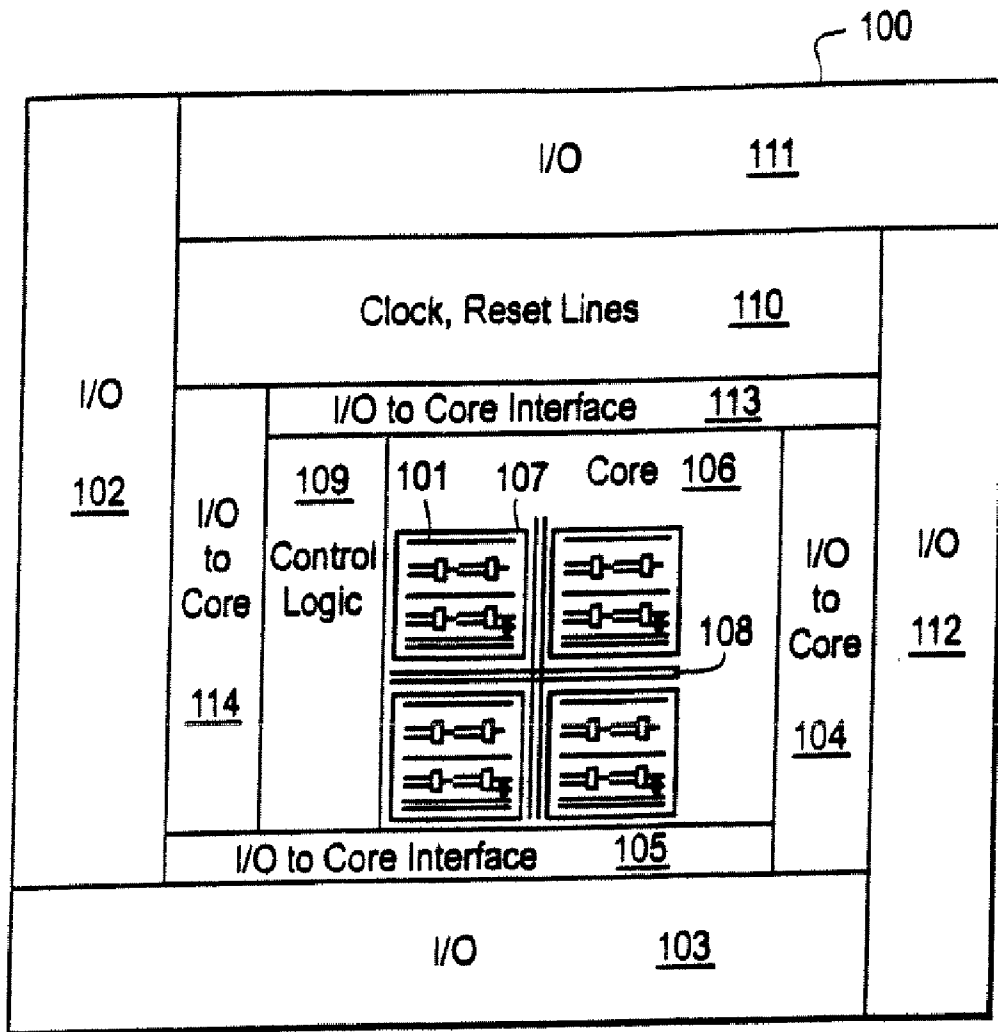 100
I/O 111
Clock, Reset Lines 110
I/O
102
I/O to Core Interface 113
I/O
to
Core
114
109
Control
Logic
101
107
Core 106
108
I/O
to
Core
104
I/O
112
I/O to Core Interface 105
I/O 103